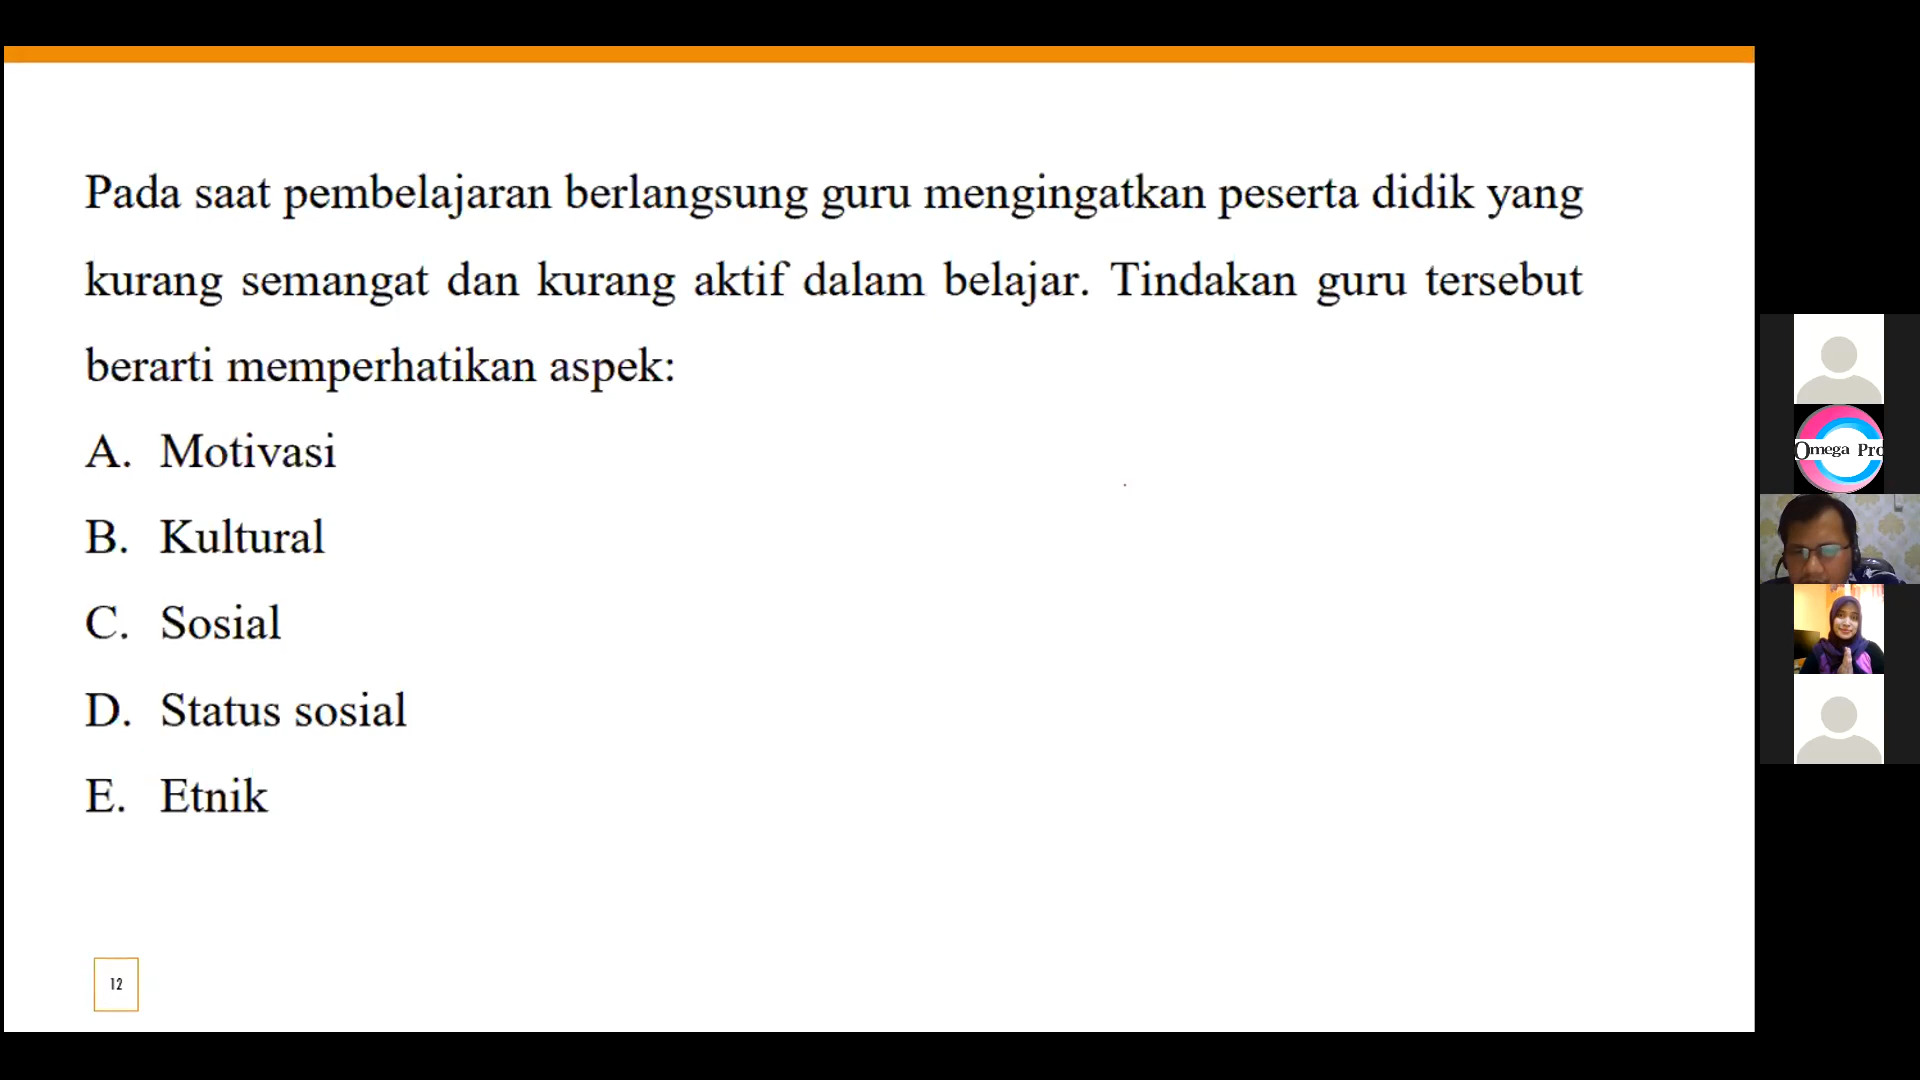 Pada saat pembelajaran berlangsung guru mengingatkan peserta didik yang
kurang semangat dan kurang aktif dalam belajar. Tindakan guru tersebut
berarti memperhatikan aspek:
A. Motivasi
B. Kultural
C. Sosial
D. Status sosial
E. Etnik
12
Omega Pro